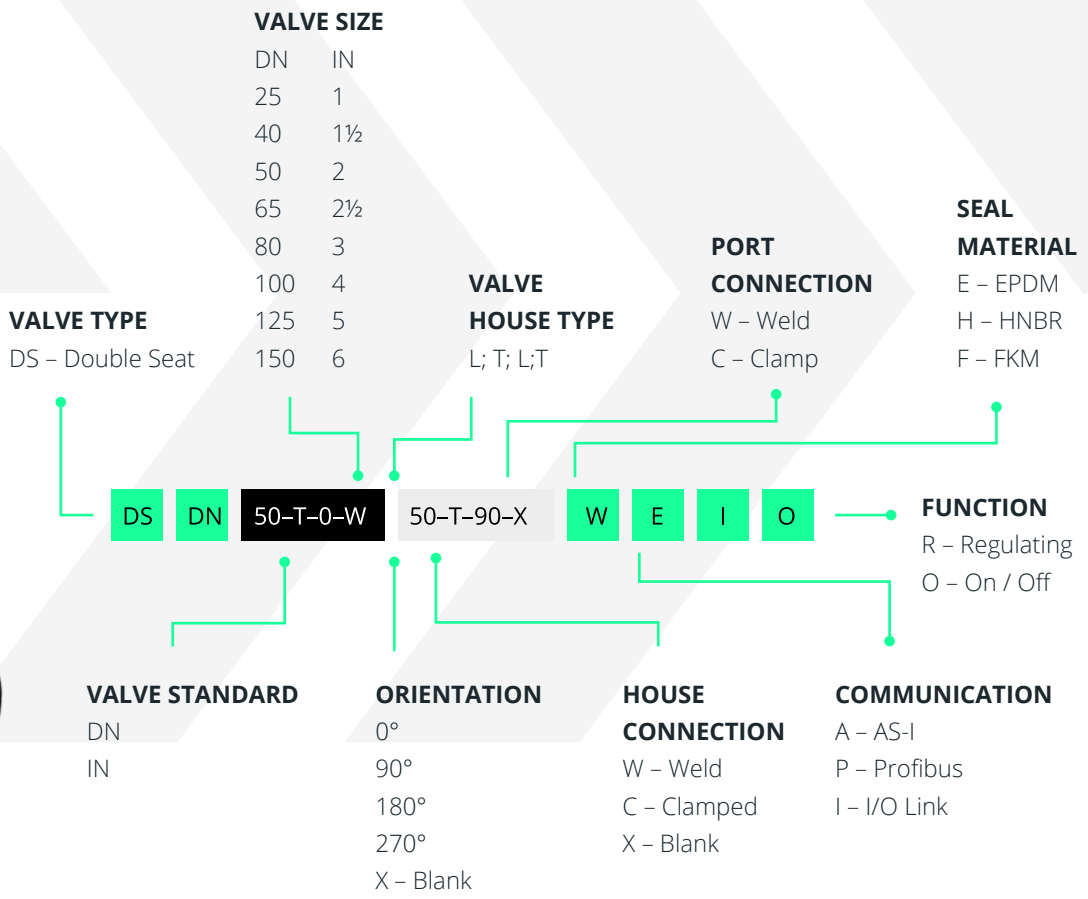 VALVE SIZE
DN IN
25 1
40 1½
50 2
65 2½
80 3
100 4
125 5
150 6
VALVE TYPE
DS – Double Seat
VALVE
HOUSE TYPE
L; T; L;T
PORT
CONNECTION
W – Weld
C – Clamp
SEAL
MATERIAL
E – EPDM
H – HNBR
F – FKM
DS DN 50–T–0–W 50–T–90–X W E I O
FUNCTION
R – Regulating
O – On / Off
VALVE STANDARD
DN
IN
ORIENTATION
0°
90°
180°
270°
X – Blank
HOUSE
CONNECTION
W – Weld
C – Clamped
X – Blank
COMMUNICATION
A – AS-I
P – Profibus
I – I/O Link